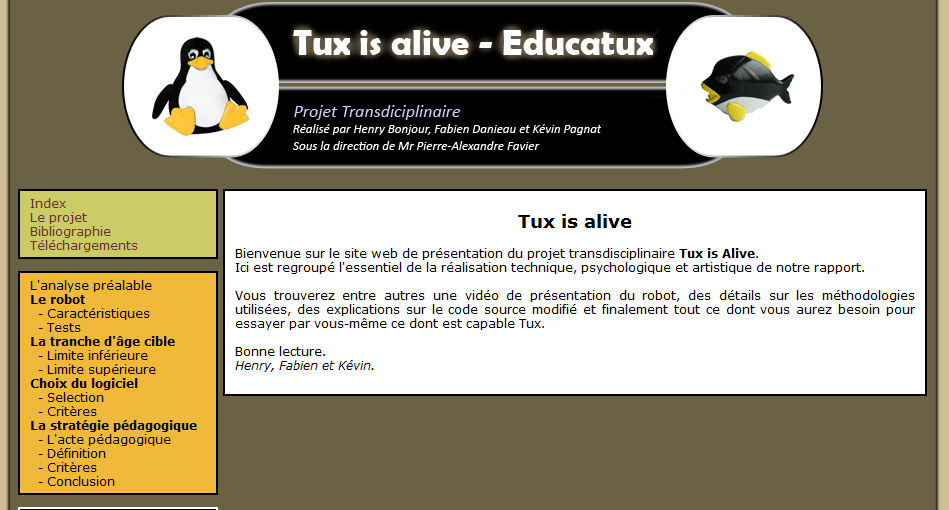 Tux is alive - Educatux
Projet Transdiciplinaire
Réalisé par Henry Bonjour, Fabien Danieau et Kévin Pagnat
Sous la direction de Mr Pierre-Alexandre Favier
Index
Le projet
Bibliographie
Téléchargements
L'analyse préalable
Le robot
- Caractéristiques
- Tests
La tranche d'âge cible
- Limite inférieure
- Limite supérieure
Choix du logiciel
- Selection
- Critères
La stratégie pédagogique
- L'acte pédagogique
- Définition
- Critères
- Conclusion
Tux is alive
Bienvenue sur le site web de présentation du projet transdisciplinaire Tux is Alive.
Ici est regroupé l'essentiel de la réalisation technique, psychologique et artistique de notre rapport.
Vous trouverez entre autres une vidéo de présentation du robot, des détails sur les méthodologies
utilisées, des explications sur le code source modifié et finalement tout ce dont vous aurez besoin pour
essayer par vous-même ce dont est capable Tux.
Bonne lecture.
Henry, Fabien et Kévin.